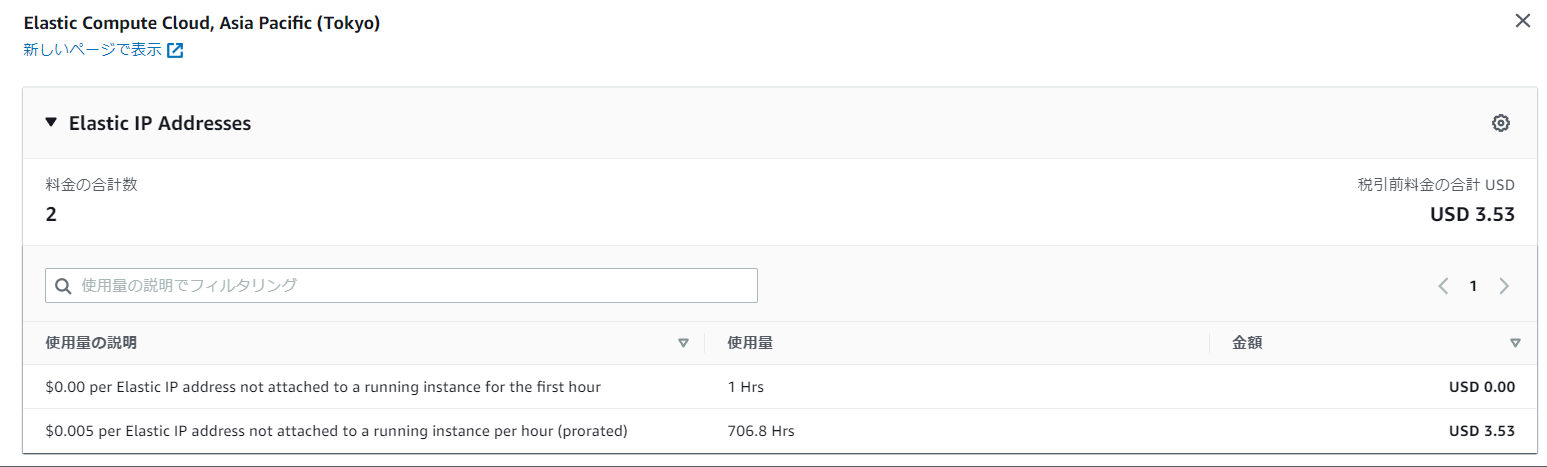 Elastic Compute Cloud, Asia Pacific (Tokyo)
新しいページで表示
Elastic IP Addresses
料金の合計数
税引前料金の合計 USD
2
USD 3.53
使用量の説明でフィルタリング
1
使用量の説明
使用量
金額
$0.00 per Elastic IP address not attached to a running instance for the first hour
1 Hrs
USD 0.00
$0.005 per Elastic IP address not attached to a running instance per hour (prorated)
706.8 Hrs
USD 3.53